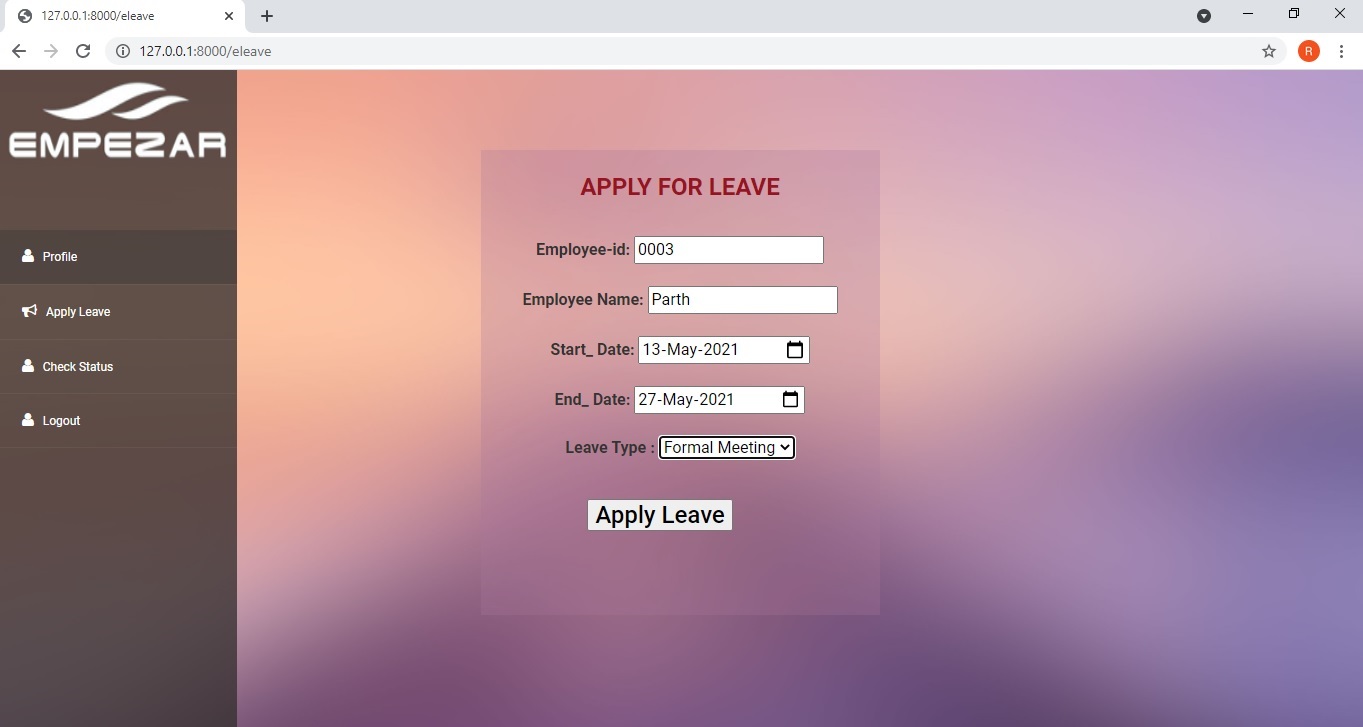 127.0.0.1:8000/eleave
127.0.0.1:8000/eleave
R
EMPEZAR
Profile
Apply Leave
Check Status
Logout
APPLY FOR LEAVE
Employee-id: 0003
Employee Name: Parth
Start_ Date: 13-May-2021
End_ Date: 27-May-2021
Leave Type : Formal Meeting
Apply Leave